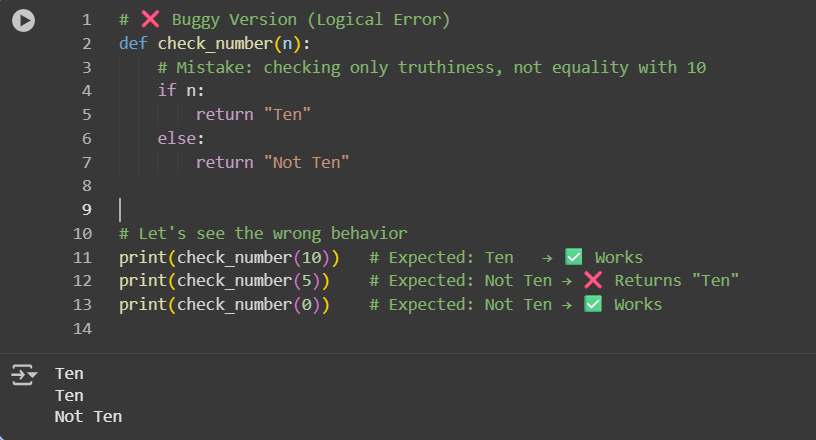 1 # ❌ Buggy Version (Logical Error)
2 def check_number(n):
3     # Mistake: checking only truthiness, not equality with 10
4     if n:
5         return "Ten"
6     else:
7         return "Not Ten"
8
9
10 # Let's see the wrong behavior
11 print(check_number(10))   # Expected: Ten   → ✅ Works
12 print(check_number(5))    # Expected: Not Ten → ❌ Returns "Ten"
13 print(check_number(0))    # Expected: Not Ten → ✅ Works
14
Ten
Ten
Not Ten